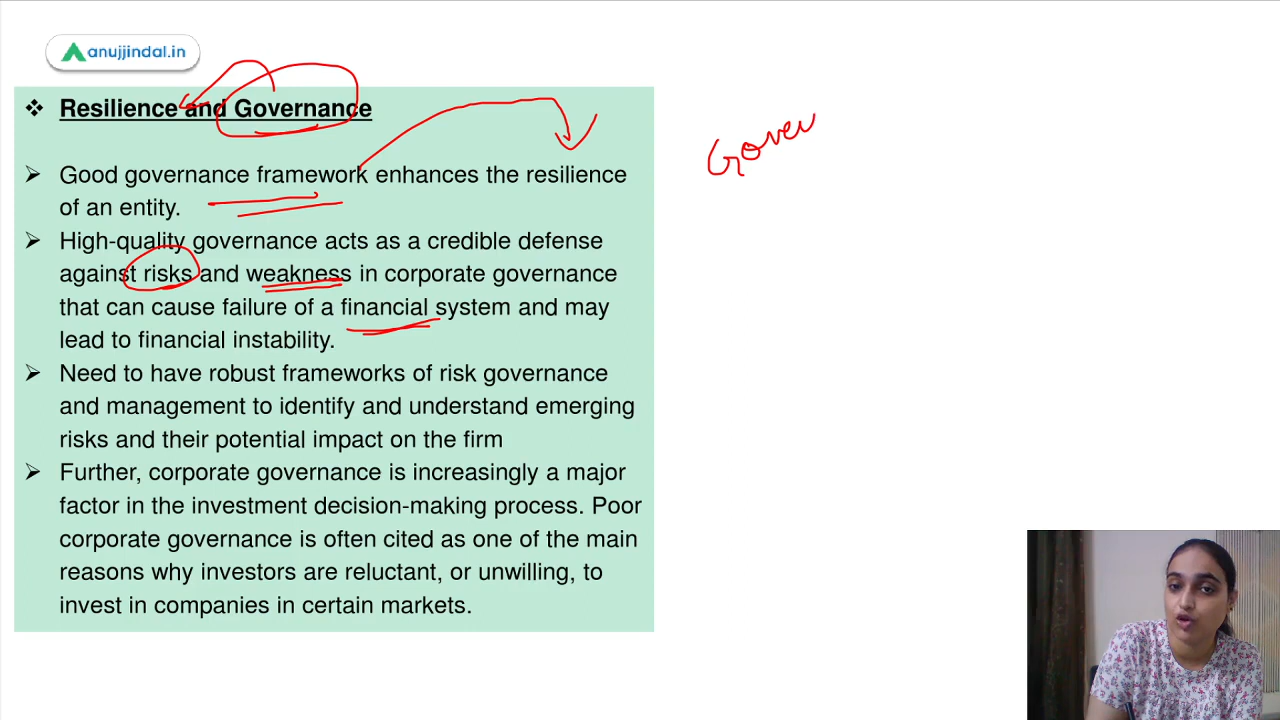 anujjindal.in
❖ Resilience and Governance
➢ Good governance framework enhances the resilience
of an entity.
➢ High-quality governance acts as a credible defense
against risks and weakness in corporate governance
that can cause failure of a financial system and may
lead to financial instability.
➢ Need to have robust frameworks of risk governance
and management to identify and understand emerging
risks and their potential impact on the firm
➢ Further, corporate governance is increasingly a major
factor in the investment decision-making process. Poor
corporate governance is often cited as one of the main
reasons why investors are reluctant, or unwilling, to
invest in companies in certain markets.
Gover